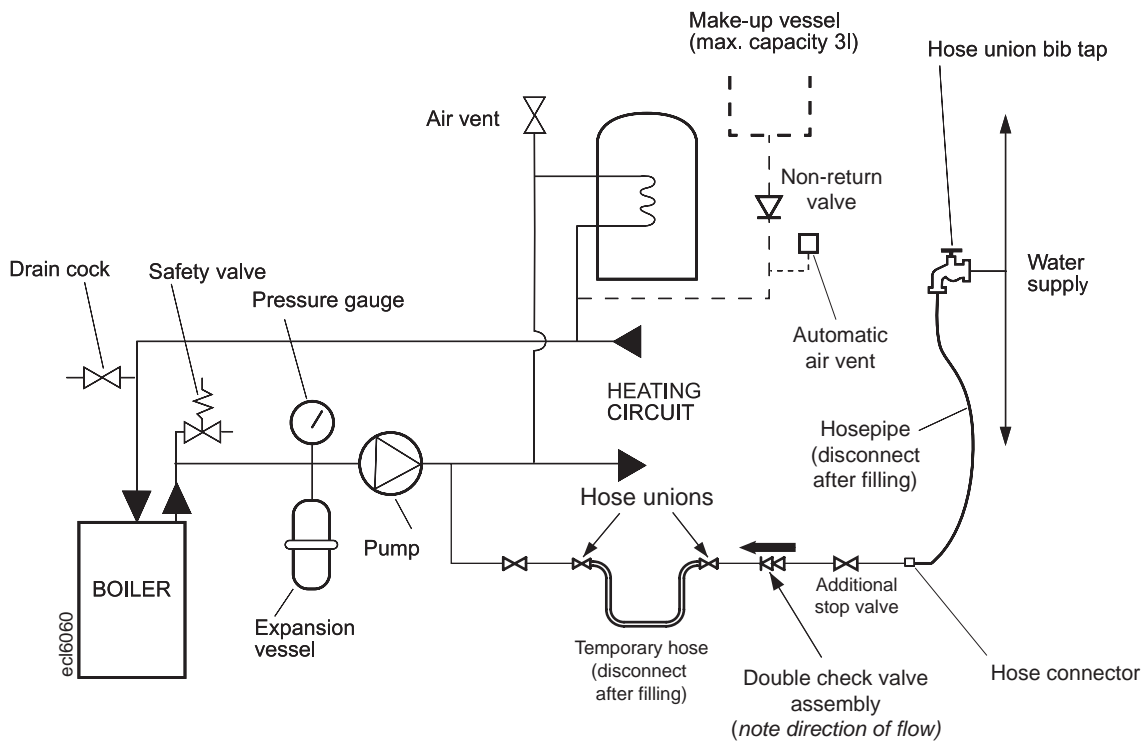 Make-up vessel
(max. capacity 3l)
Hose union bib tap
Air vent
Non-return
valve
Drain cock
Safety valve
Pressure gauge
Water
supply
Automatic
air vent
HEATING
CIRCUIT
Hosepipe
(disconnect
after filling)
Hose unions
Pump
BOILER
Additional
stop valve
Expansion
vessel
ecl6060
Temporary hose
(disconnect
after filling)
Double check valve
assembly
(note direction of flow)
Hose connector